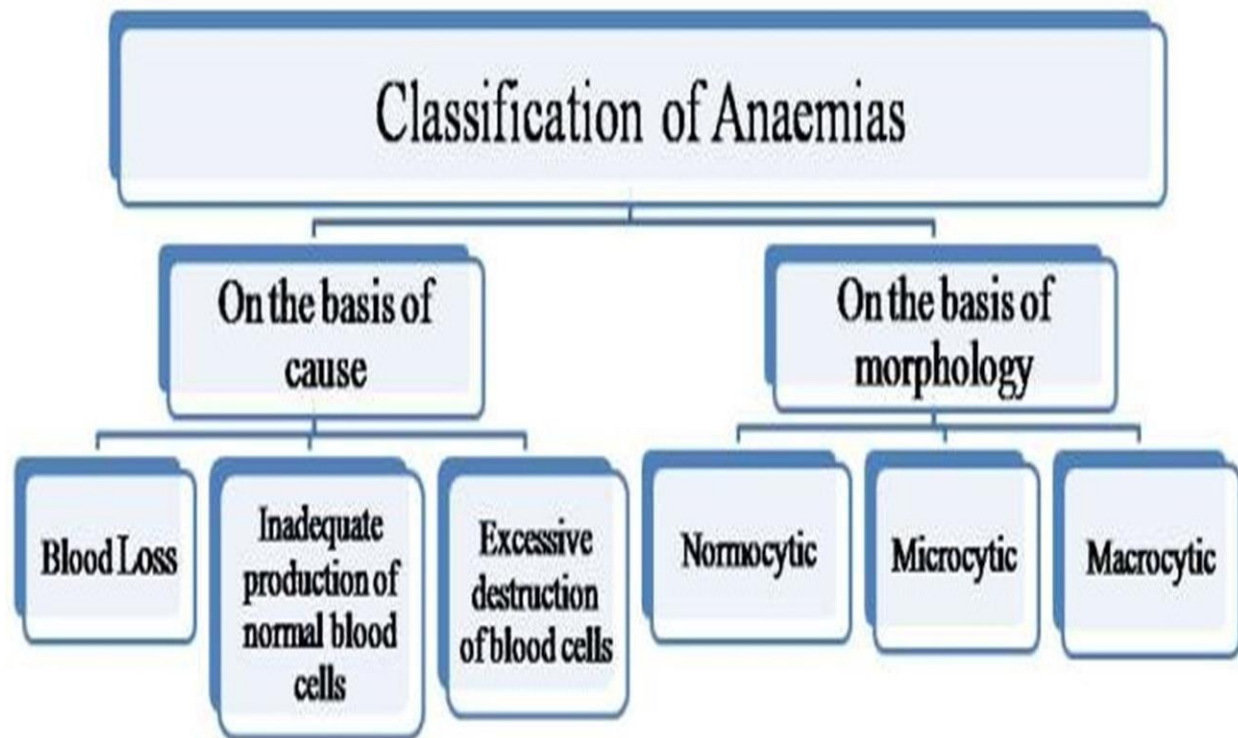 Classification of Anaemias
On the basis of
cause
On the basis of
morphology
Blood Loss
Inadequate
production of
normal blood
cells
Excessive
destruction
of blood cells
Normocytic
Microcytic
Macrocytic